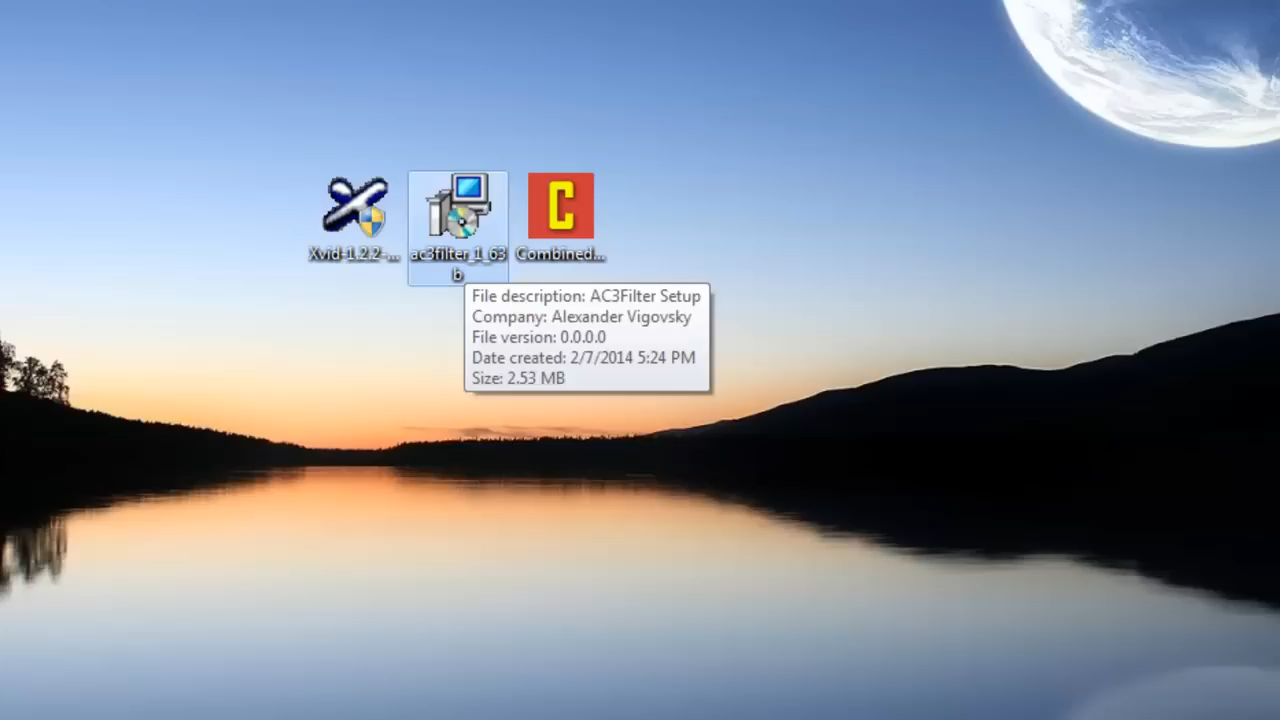 Xvid-1.2.2-...
ac3filter_1_63
b
Combined...
File description: AC3Filter Setup
Company: Alexander Vigovsky
File version: 0.0.0.0
Date created: 2/7/2014 5:24 PM
Size: 2.53 MB